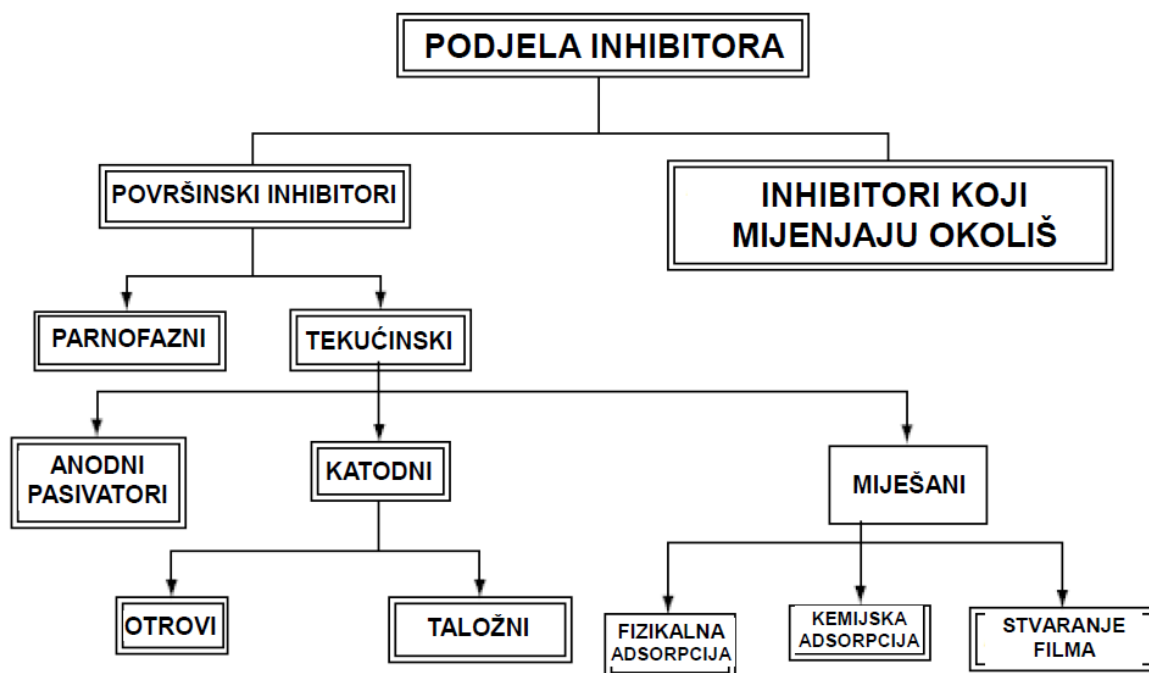 PODJELA INHIBITORA
POVRŠINSKI INHIBITORI
INHIBITORI KOJI
MIJENJAJU OKOLIŠ
PARNOFAZNI
TEKUĆINSKI
ANODNI
PASIVATORI
KATODNI
MIJEŠANI
OTROVI
TALOŽNI
FIZIKALNA
ADSORPCIJA
KEMIJSKA
ADSORPCIJA
STVARANJE
FILMA